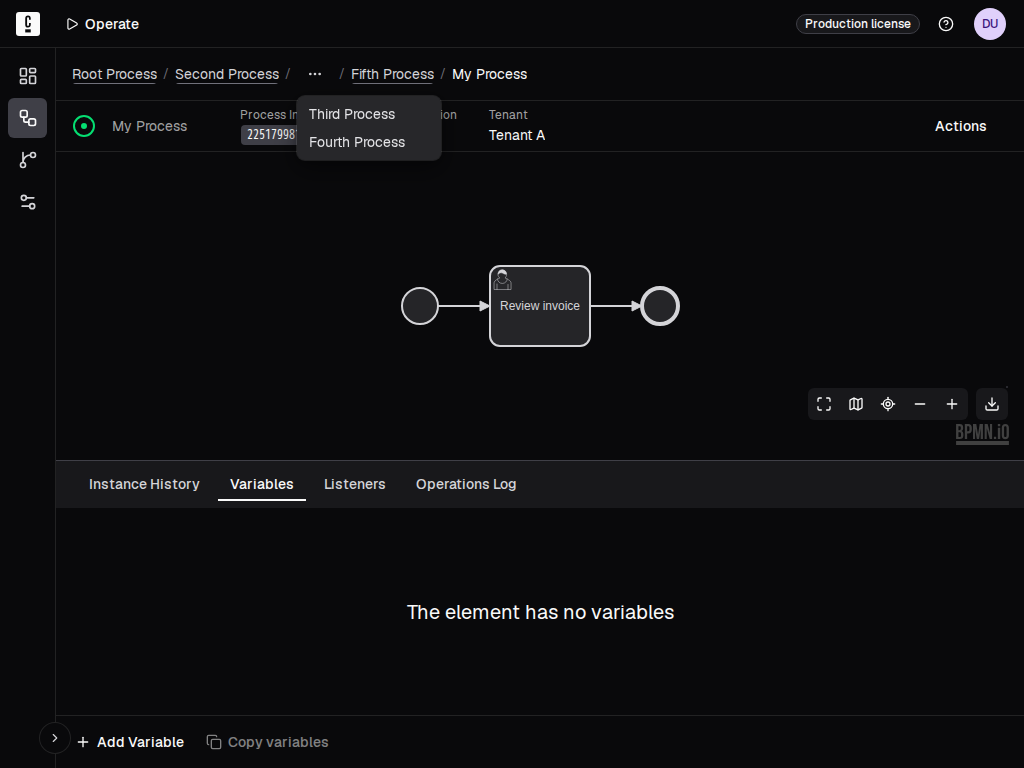 Operate
Production license
DU
Root Process / Second Process / ... / Fifth Process / My Process
Third Process
Fourth Process
My Process
Process In
Tenant
Tenant A
Actions
Review invoice
BPMN.iO
Instance History
Variables
Listeners
Operations Log
The element has no variables
Add Variable
Copy variables